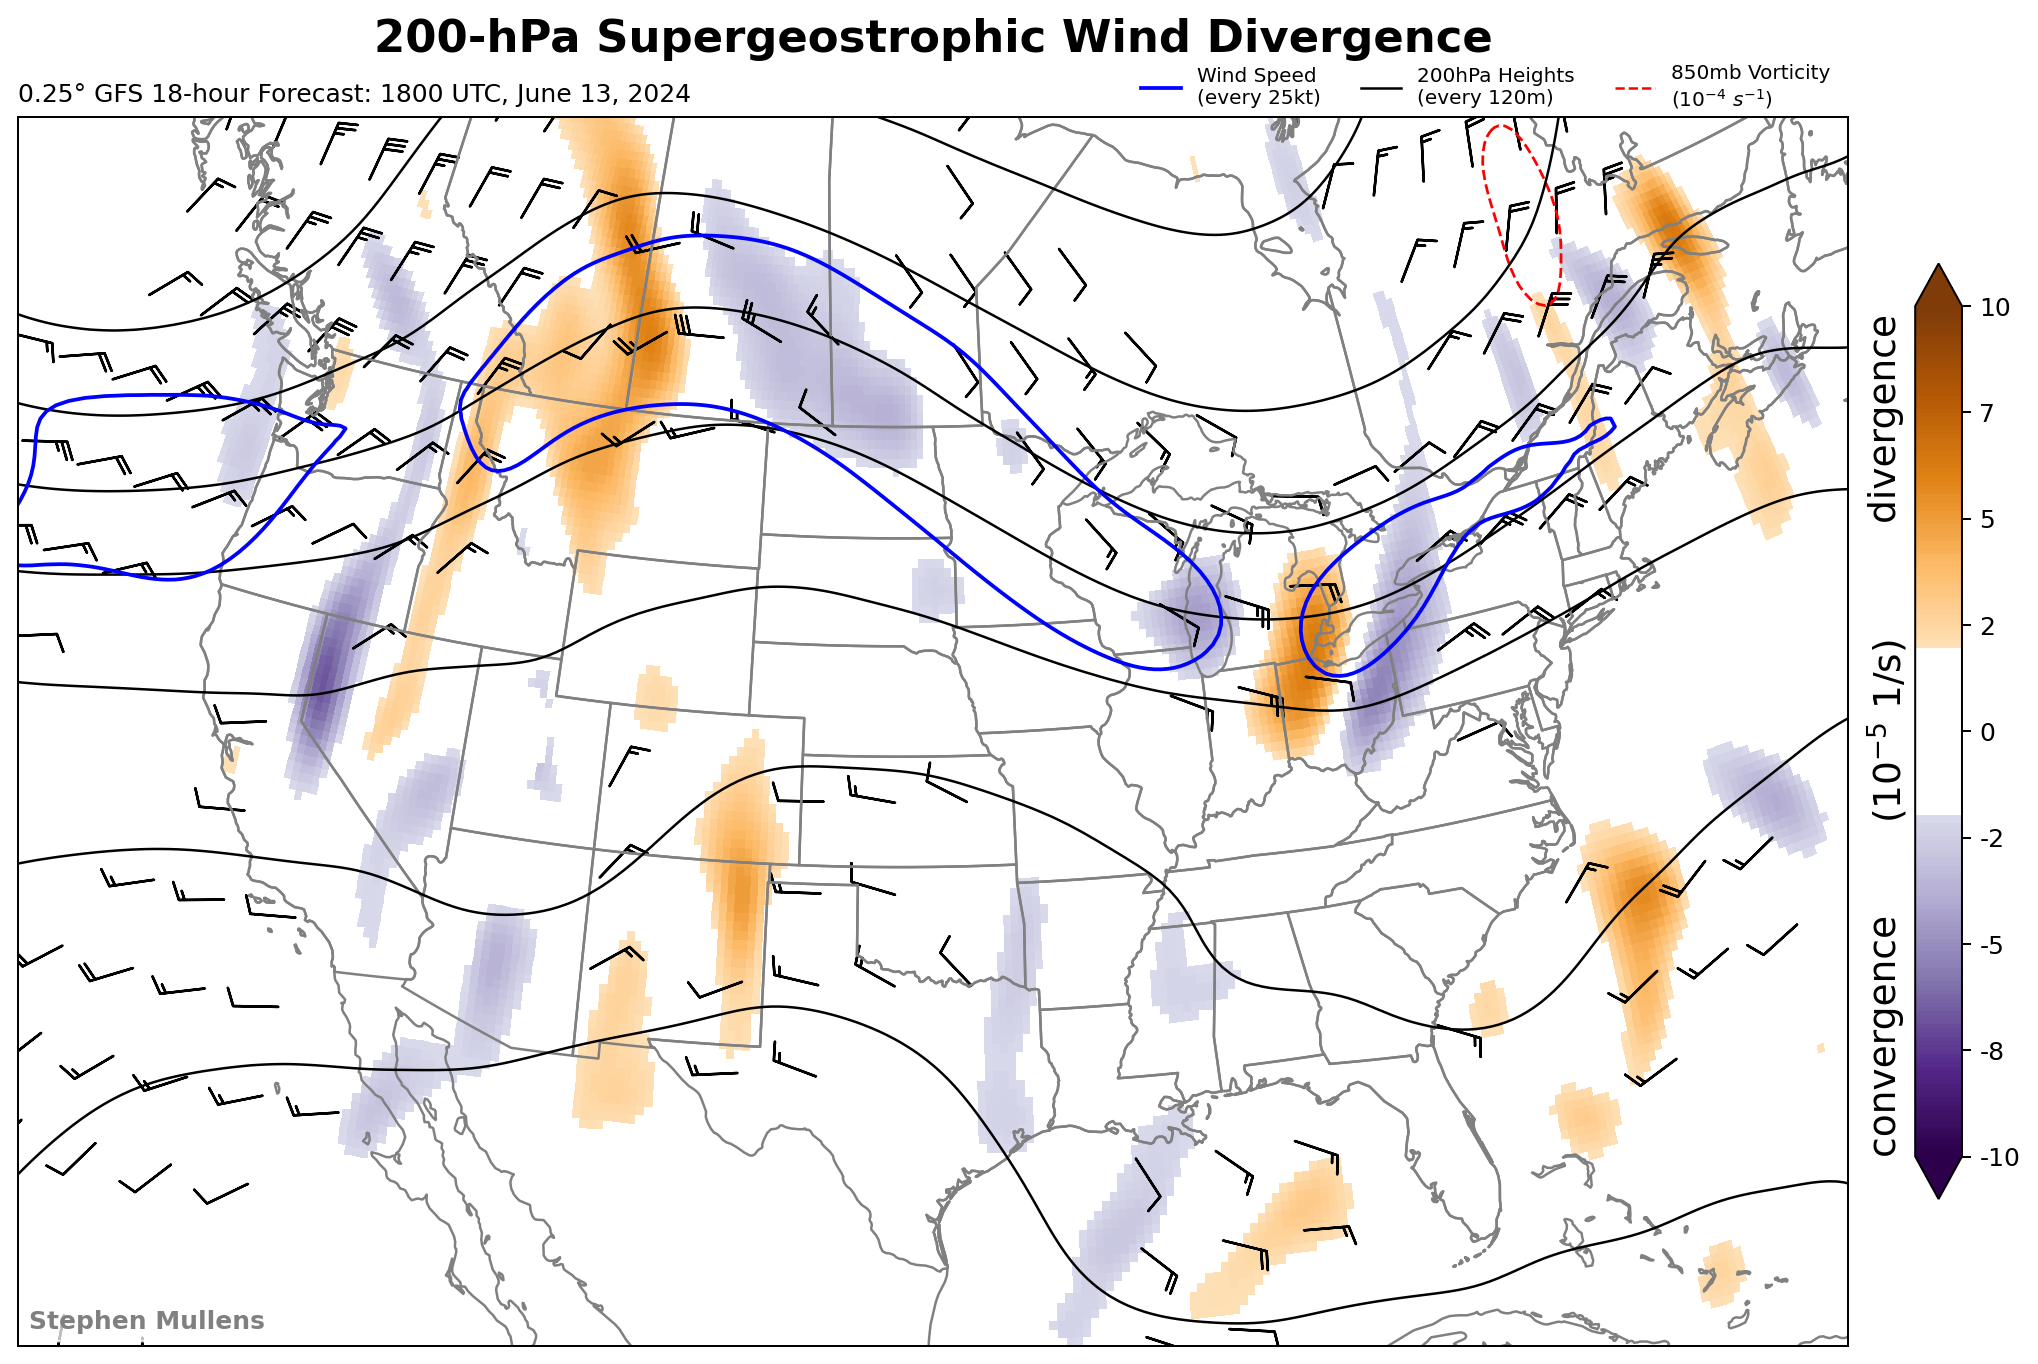 200-hPa Supergeostrophic Wind Divergence
0.25° GFS 18-hour Forecast: 1800 UTC, June 13, 2024
Wind Speed
(every 25kt)
200hPa Heights
(every 120m)
850mb Vorticity
(10⁻⁴ s⁻¹)
10
7
5
2
0
-2
-5
-8
-10
convergence (10⁻⁵ 1/s) divergence
Stephen Mullens